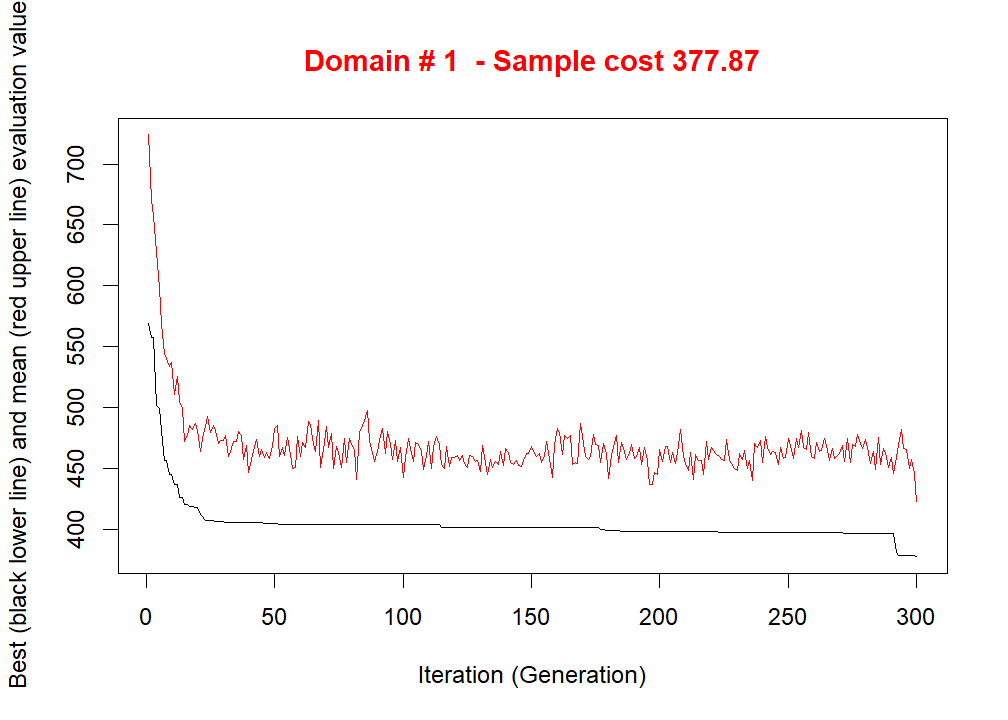 Domain # 1  - Sample cost 377.87
Best (black lower line) and mean (red upper line) evaluation value
700
650
600
550
500
450
400
0 50 100 150 200 250 300
Iteration (Generation)